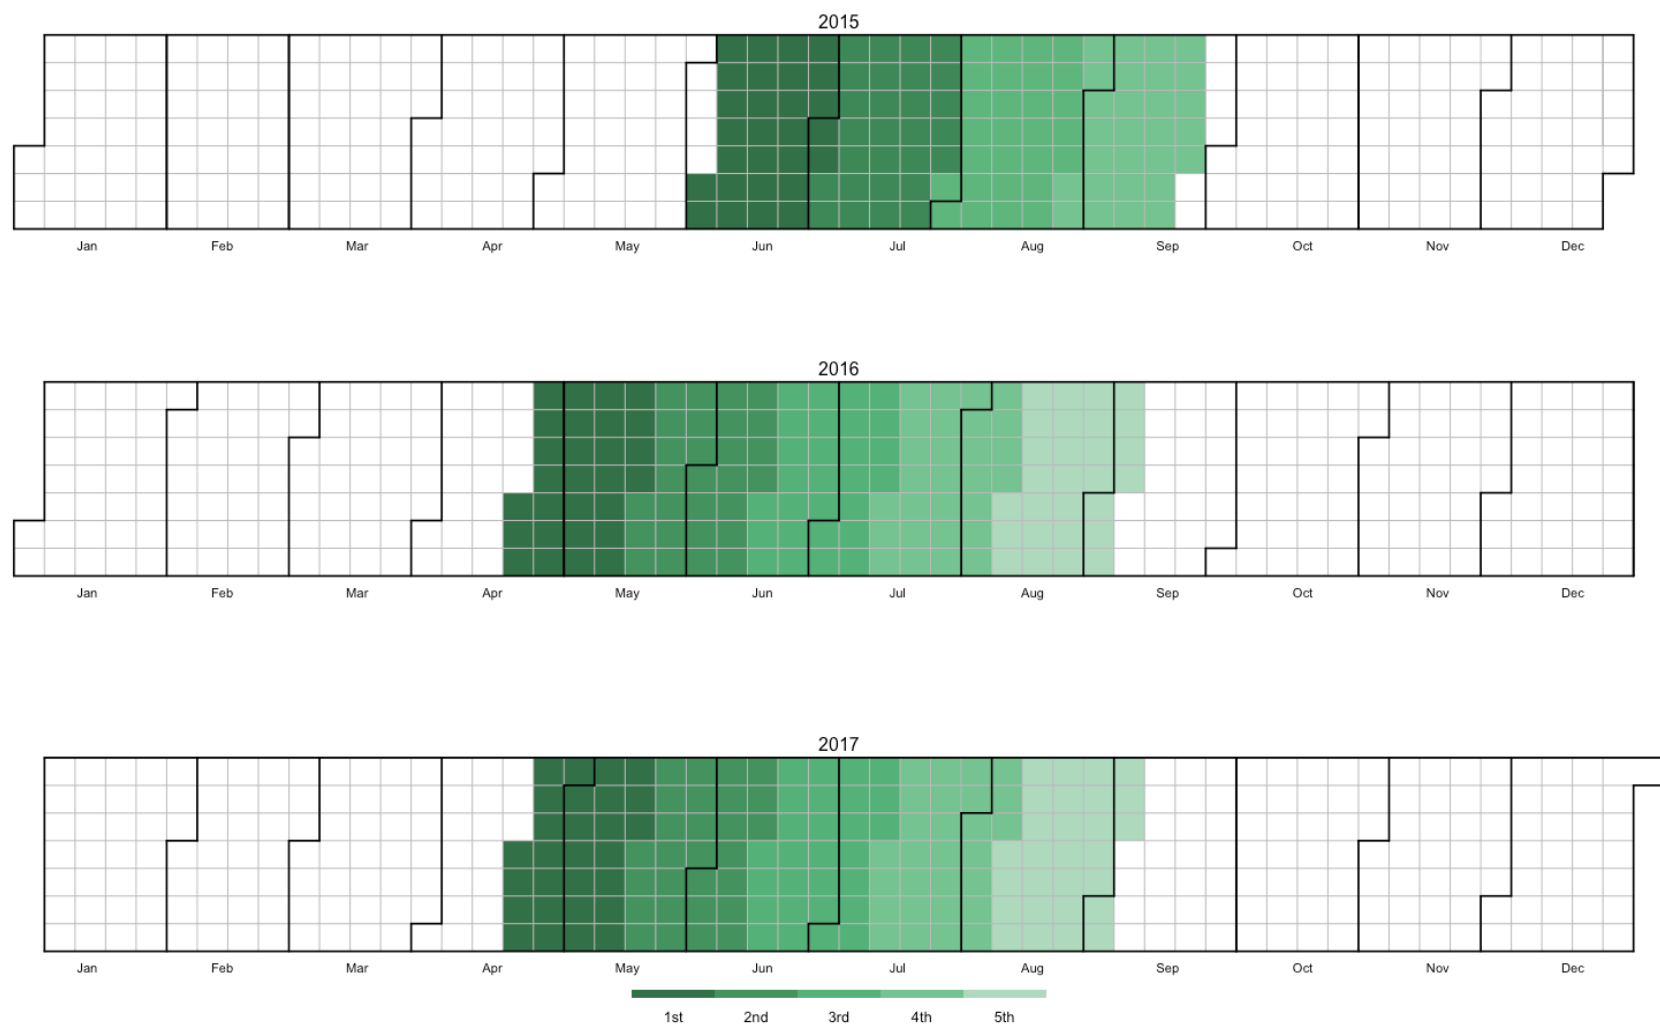 2015
Jan Feb Mar Apr May Jun Jul Aug Sep Oct Nov Dec
2016
Jan Feb Mar Apr May Jun Jul Aug Sep Oct Nov Dec
2017
Jan Feb Mar Apr May Jun Jul Aug Sep Oct Nov Dec
1st 2nd 3rd 4th 5th